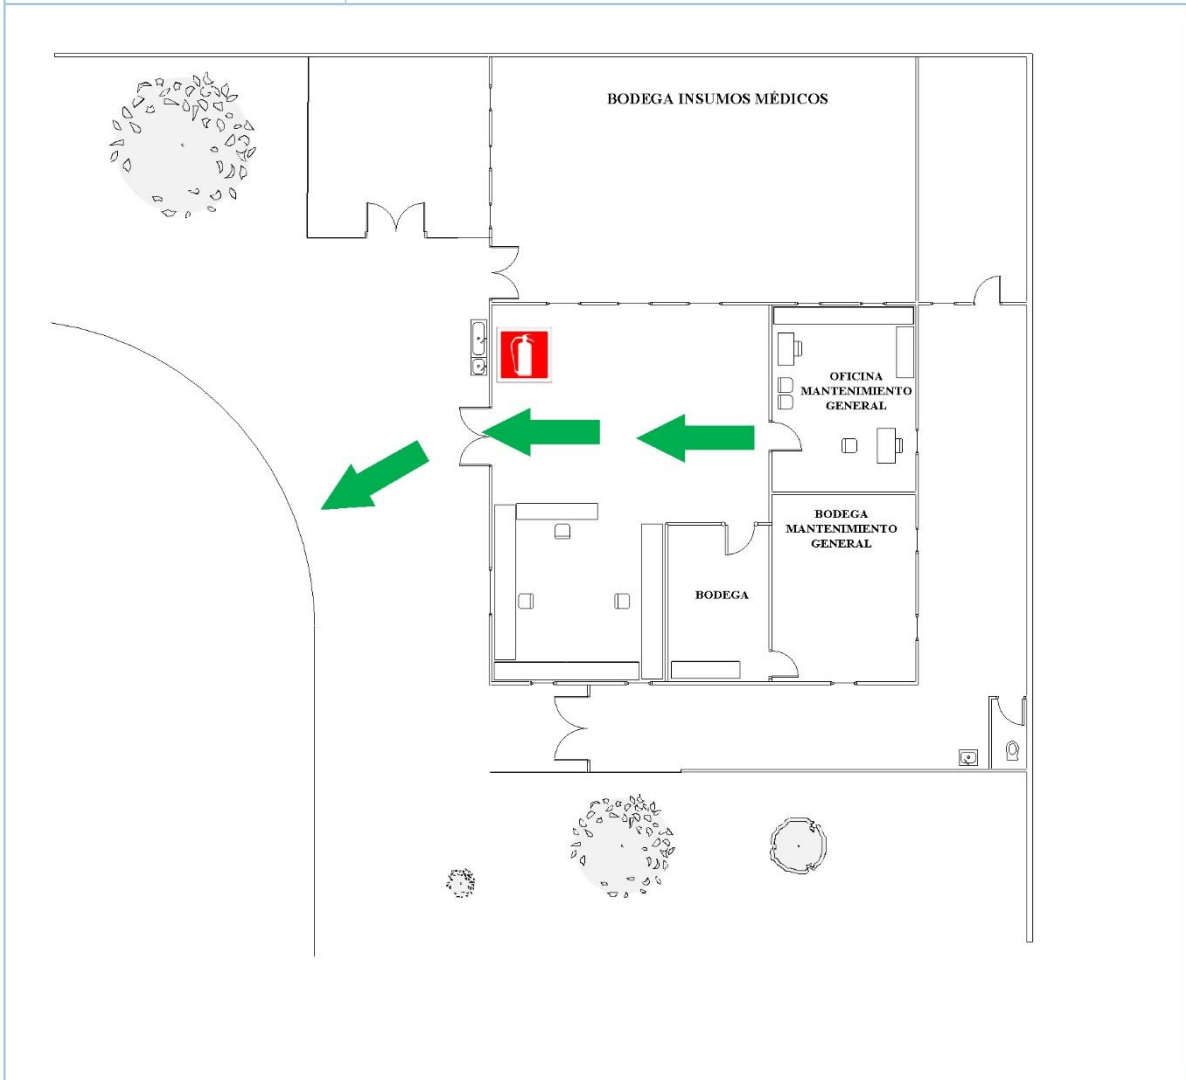 BODEGA INSUMOS MÉDICOS
OFICINA
MANTENIMIENTO
GENERAL
BODEGA
MANTENIMIENTO
GENERAL
BODEGA